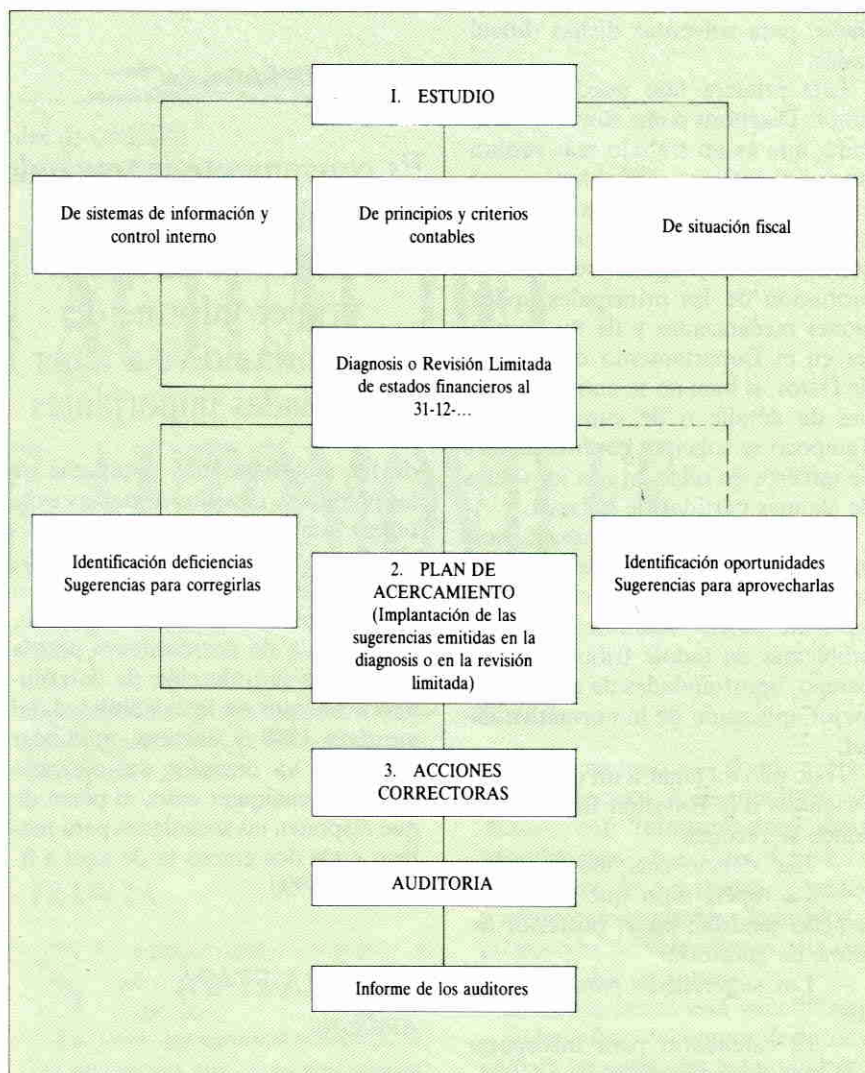 I. ESTUDIO
De sistemas de información y
control interno
De principios y criterios
contables
De situación fiscal
Diagnosis o Revisión Limitada
de estados financieros al
31-12-...
Identificación deficiencias
Sugerencias para corregirlas
2. PLAN DE
ACERCAMIENTO
(Implantación de las
sugerencias emitidas en la
diagnosis o en la revisión
limitada)
Identificación oportunidades
Sugerencias para aprovecharlas
3. ACCIONES
CORRECTORAS
AUDITORIA
Informe de los auditores